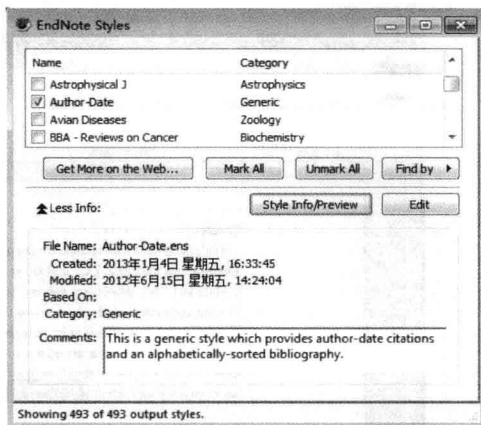 EndNote Styles
Name Category
Astrophysical J Astrophysics
Author-Date Generic
Avian Diseases Zoology
BBA - Reviews on Cancer Biochemistry
Get More on the Web... Mark All Unmark All Find by
Less Info: Style Info/Preview Edit
File Name: Author-Date.ens
Created: 2013年1月4日 星期五, 16:33:45
Modified: 2012年6月15日 星期五, 14:24:04
Based On:
Category: Generic
Comments: This is a generic style which provides author-date citations
and an alphabetically-sorted bibliography.
Showing 493 of 493 output styles.